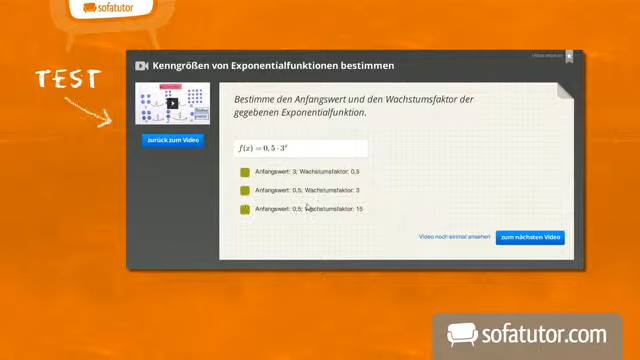 sofatutor
TEST
Kenngrößen von Exponentialfunktionen bestimmen
zurück zum Video
Bestimme den Anfangswert und den Wachstumsfaktor der
gegebenen Exponentialfunktion.
f(x) = 0, 5 · 3ˣ
Anfangswert: 3; Wachstumsfaktor: 0,5
Anfangswert: 0,5; Wachstumsfaktor: 3
Anfangswert: 0,5; Wachstumsfaktor: 15
Video noch einmal ansehen
zum nächsten Video
sofatutor.com